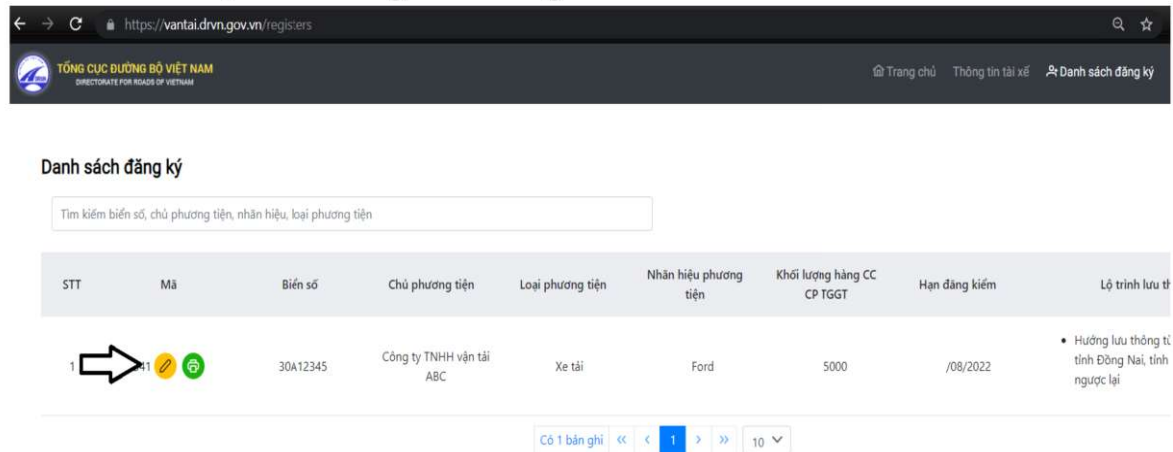 https://vantai.drvn.gov.vn/registers
TỔNG CỤC ĐƯỜNG BỘ VIỆT NAM
DIRECTORATE FOR ROADS OF VIETNAM
Trang chủ Thông tin tài xế Danh sách đăng ký
Danh sách đăng ký
Tìm kiếm biển số, chủ phương tiện, nhãn hiệu, loại phương tiện
STT Mã Biển số Chủ phương tiện Loại phương tiện Nhãn hiệu phương tiện Khối lượng hàng CC CP TGGT Hạn đăng kiểm Lộ trình lưu
1 30A12345 Công ty TNHH vận tải ABC Xe tải Ford 5000 /08/2022
Hướng lưu thông
tỉnh Đồng Nai, tỉnh
ngược lại
Có 1 bản ghi « ‹ 1 › » 10